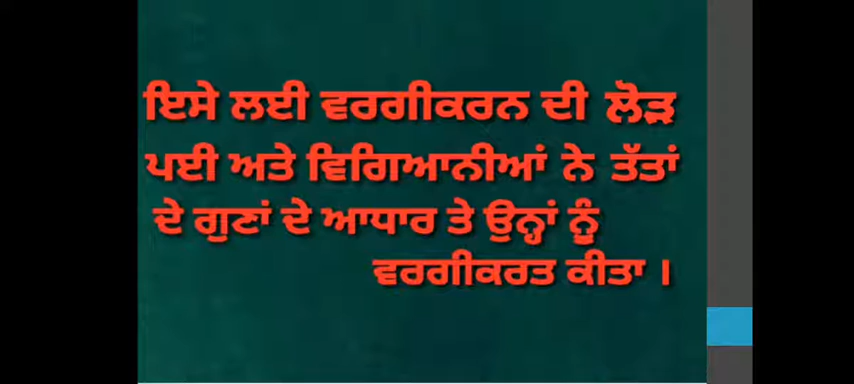 ਇਸੇ ਲਈ ਵਰਗੀਕਰਨ ਦੀ ਲੋੜ
ਪਈ ਅਤੇ ਵਿਗਿਆਨੀਆਂ ਨੇ ਤੱਤਾਂ
ਦੇ ਗੁਣਾਂ ਦੇ ਆਧਾਰ ਤੇ ਉਨ੍ਹਾਂ ਨੂੰ
ਵਰਗੀਕਰਤ ਕੀਤਾ ।